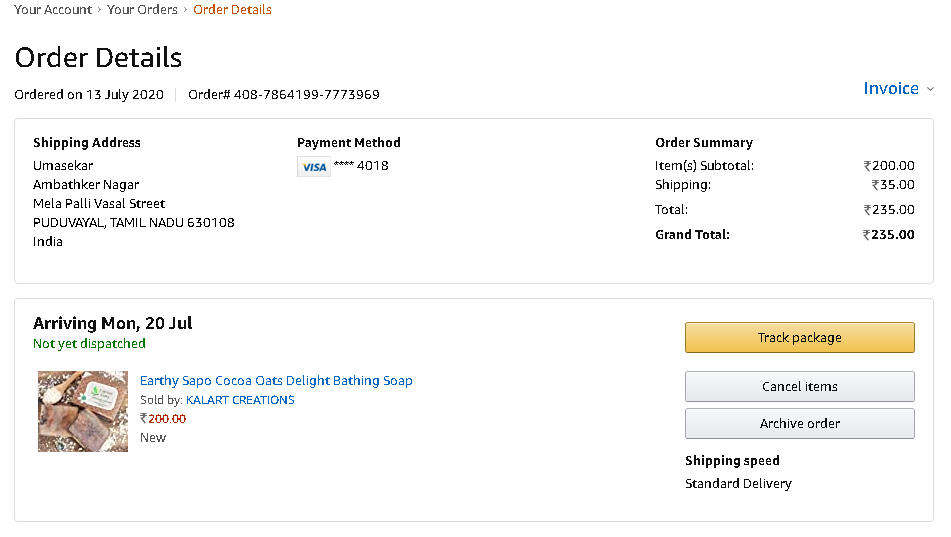 Your Account › Your Orders › Order Details
Order Details
Ordered on 13 July 2020 | Order# 408-7864199-7773969
Invoice
Shipping Address
Umasekar
Ambathker Nagar
Mela Palli Vasal Street
PUDUVAYAL, TAMIL NADU 630108
India
Payment Method
VISA **** 4018
Order Summary
Item(s) Subtotal: ₹200.00
Shipping: ₹35.00
Total: ₹235.00
Grand Total: ₹235.00
Arriving Mon, 20 Jul
Not yet dispatched
Earthy Sapo Cocoa Oats Delight Bathing Soap
Sold by: KALART CREATIONS
₹200.00
New
Track package
Cancel items
Archive order
Shipping speed
Standard Delivery